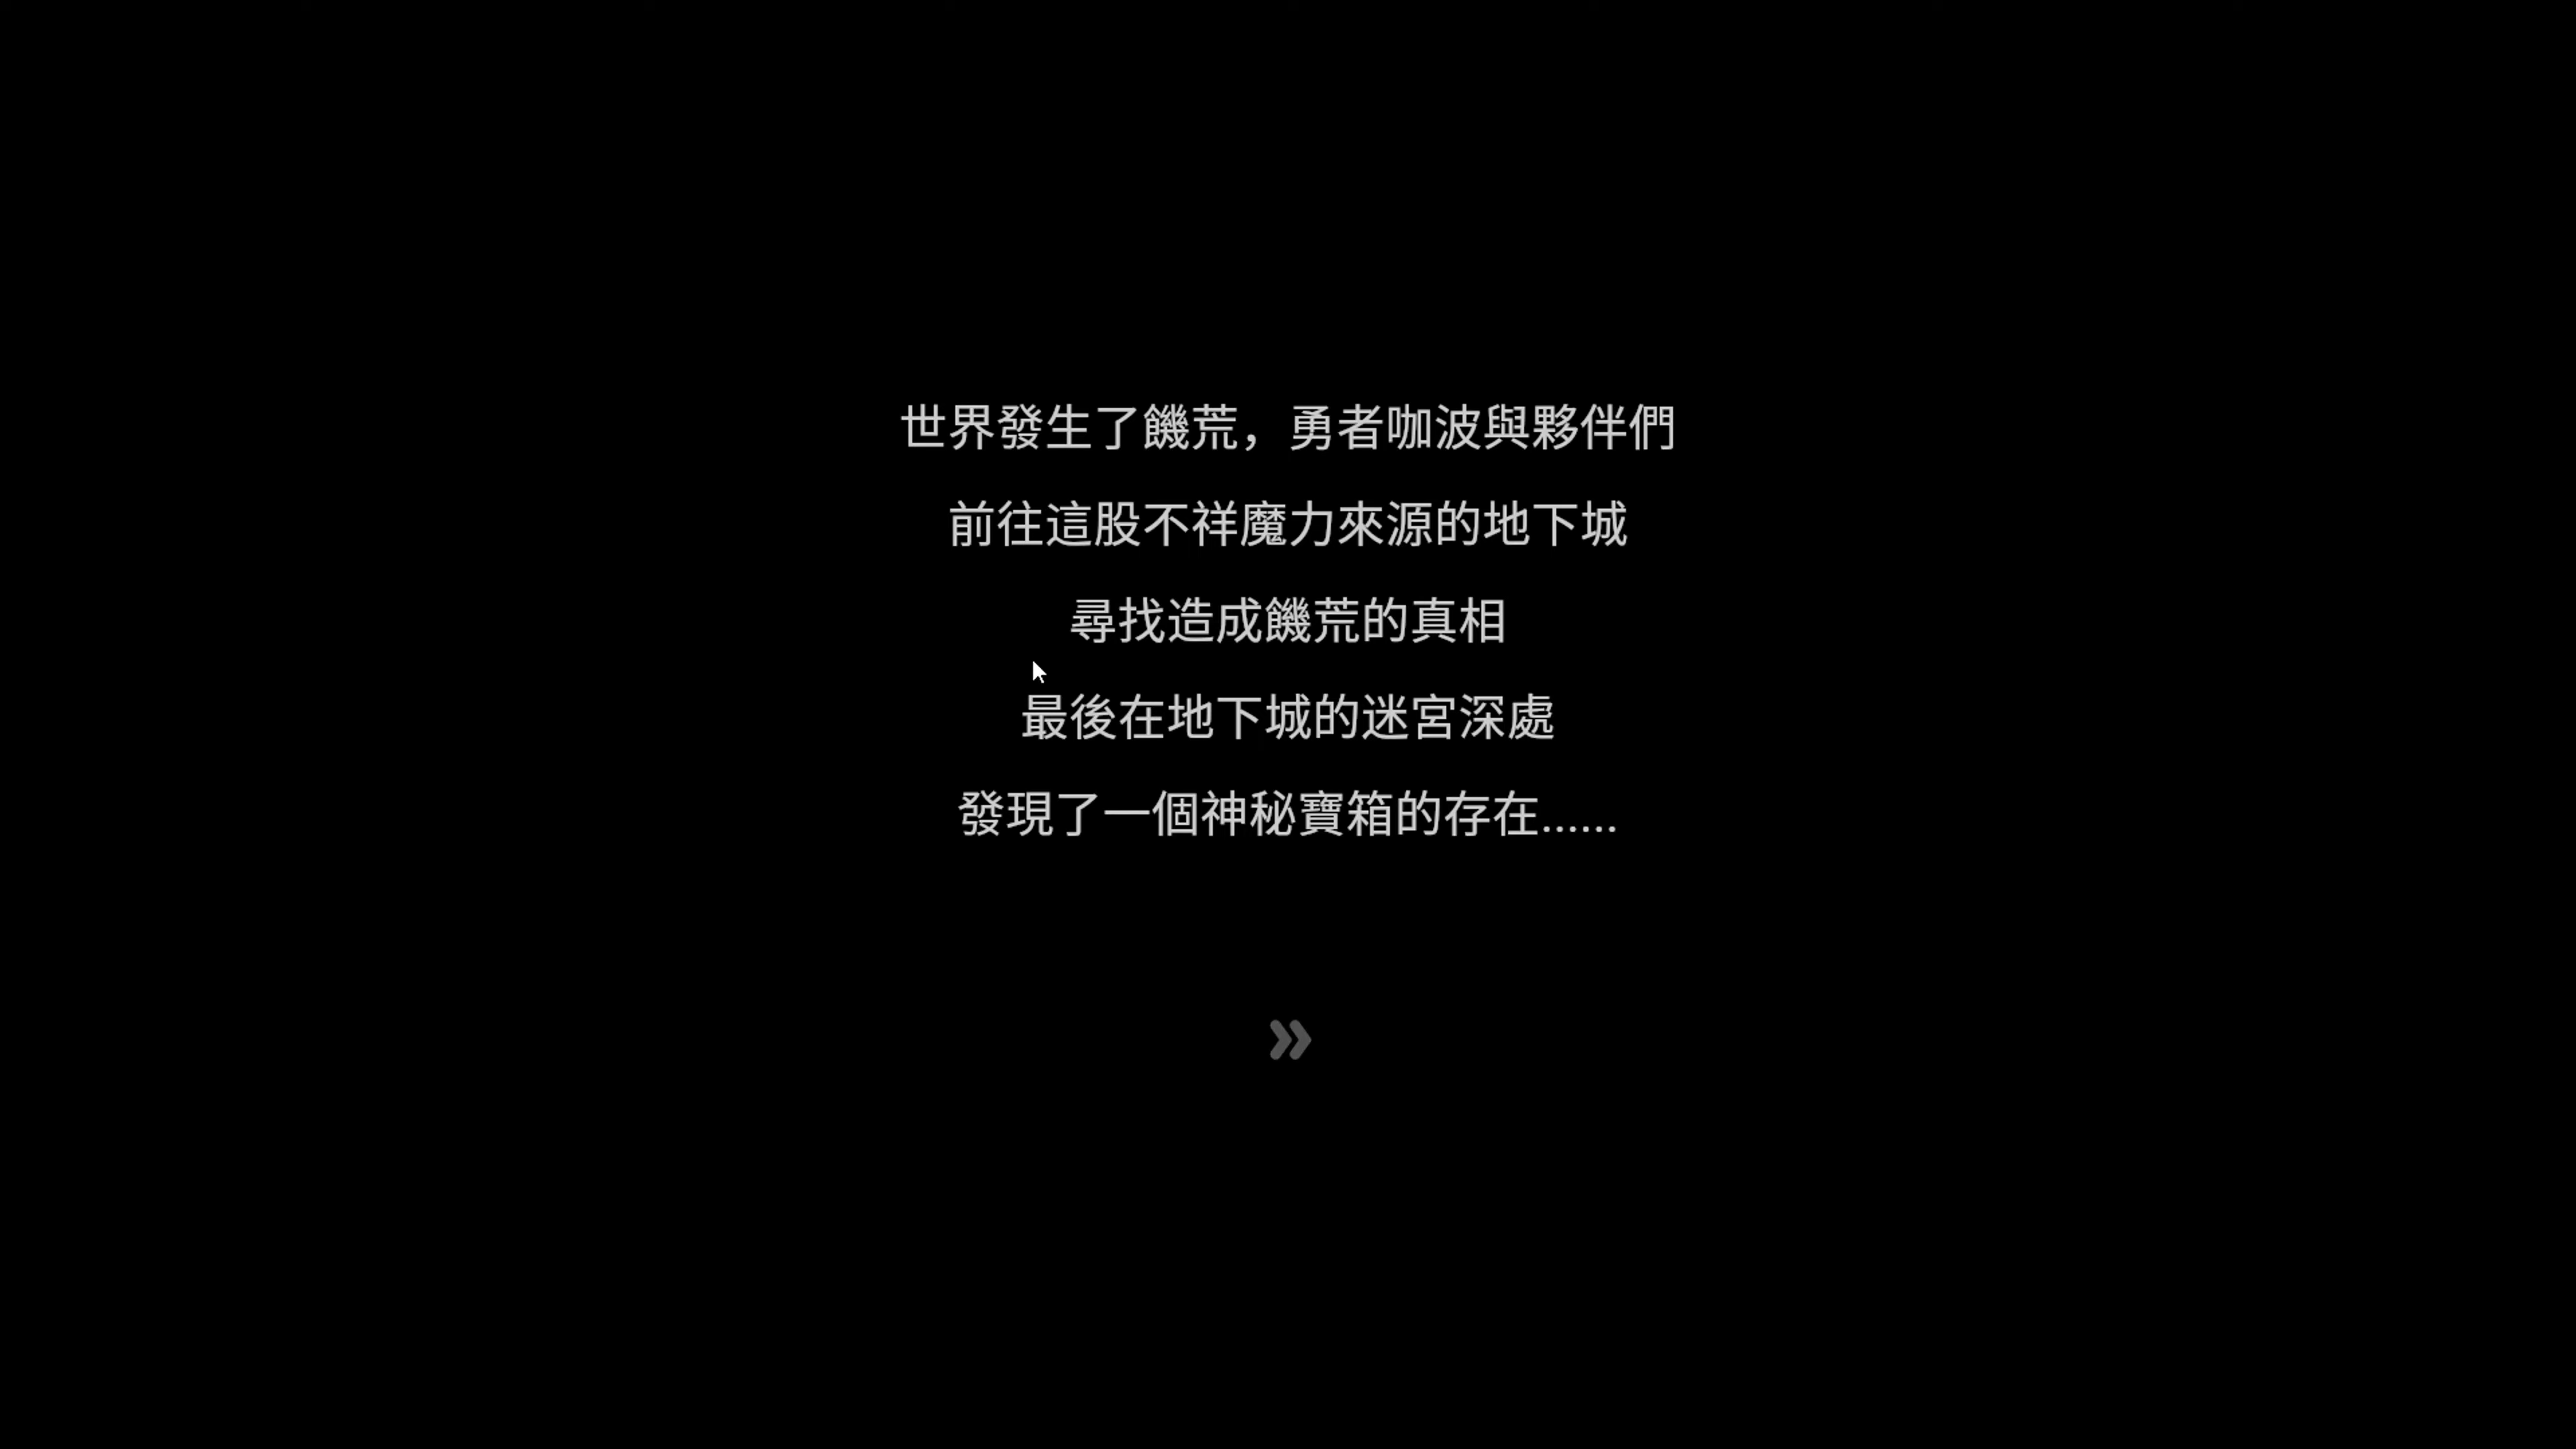 世界發生了饑荒，勇者咖波與夥伴們
前往這股不祥魔力來源的地下城
尋找造成饑荒的真相
最後在地下城的迷宮深處
發現了一個神秘寶箱的存在......